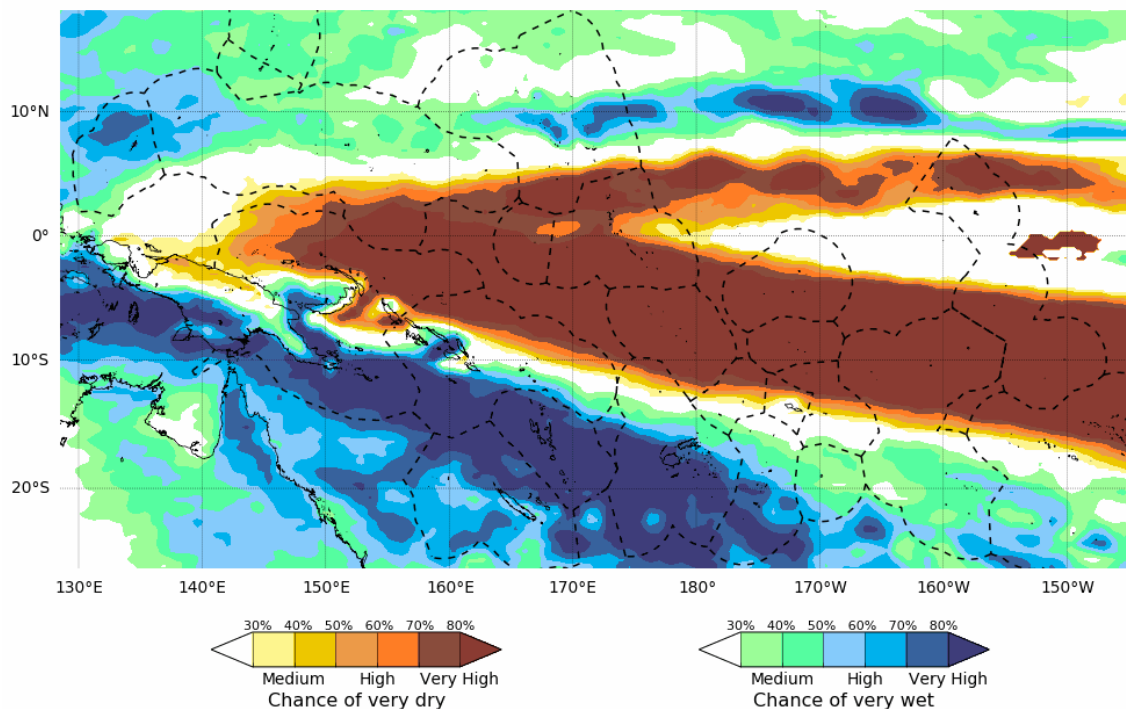 10°N
0°
10°S
20°S
130°E 140°E 150°E 160°E 170°E 180° 170°W 160°W 150°W
30% 40% 50% 60% 70% 80%
Medium High Very High
Chance of very dry
30% 40% 50% 60% 70% 80%
Medium High Very High
Chance of very wet